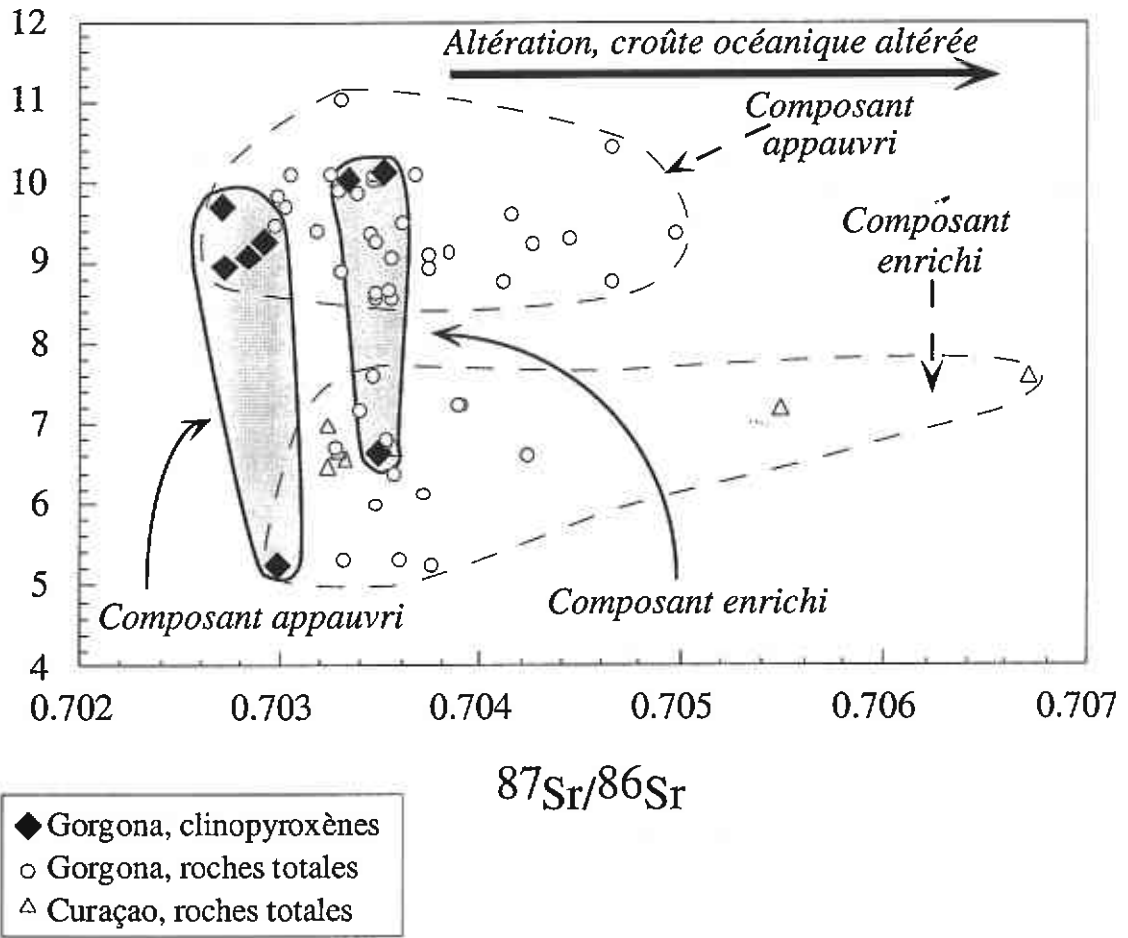 12
11
10
9
8
7
6
5
4
Altération, croûte océanique altérée
Composant
appauvri
Composant
enrichi
Composant appauvri
Composant enrichi
0.702
0.703
0.704
0.705
0.706
0.707
87Sr/86Sr
Gorgona, clinopyroxènes
Gorgona, roches totales
Curaçao, roches totales